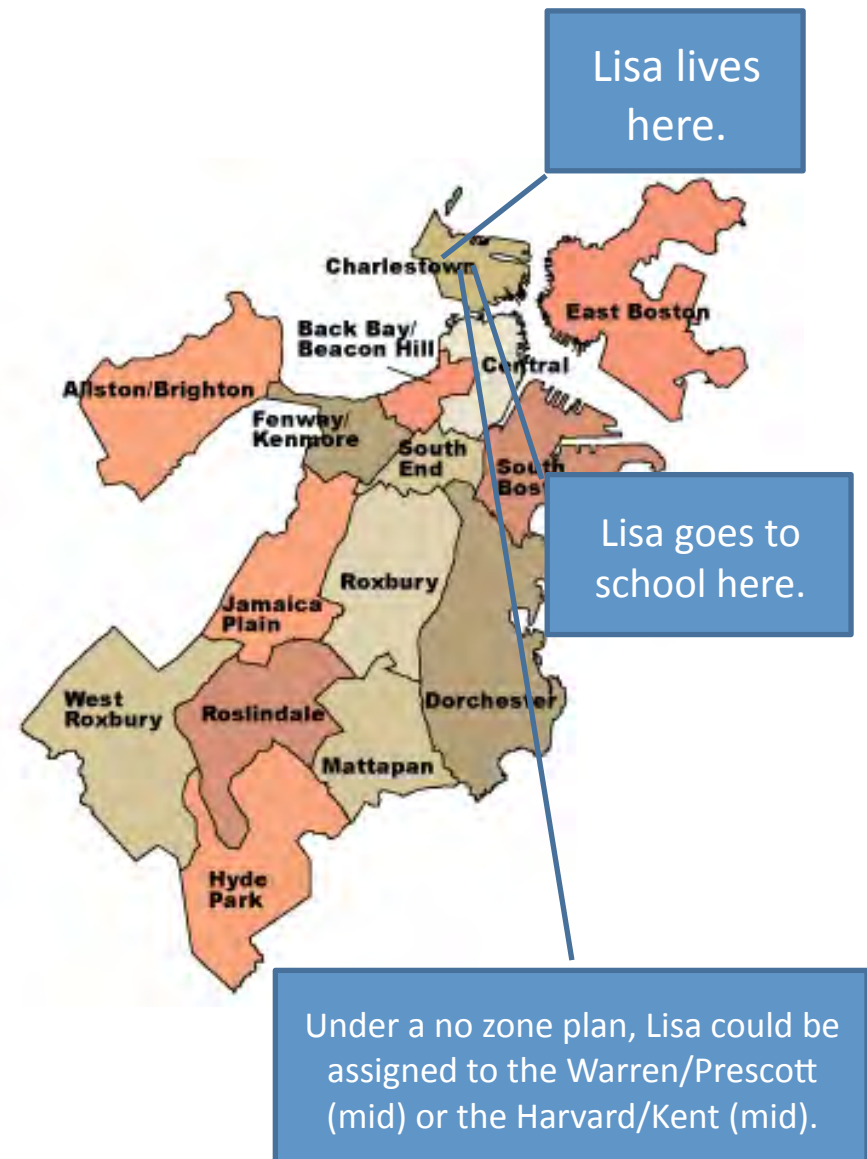 Lisa lives
here.
Charlestown
East Boston
Back Bay/
Beacon Hill
Central
Allston/Brighton
Fenway/
Kenmore
South
End
South
Bost
Lisa goes to
school here.
Roxbury
Jamaica
Plain
West
Roxbury
Roslindale
Dorchester
Mattapan
Hyde
Park
Under a no zone plan, Lisa could be
assigned to the Warren/Prescott
(mid) or the Harvard/Kent (mid).